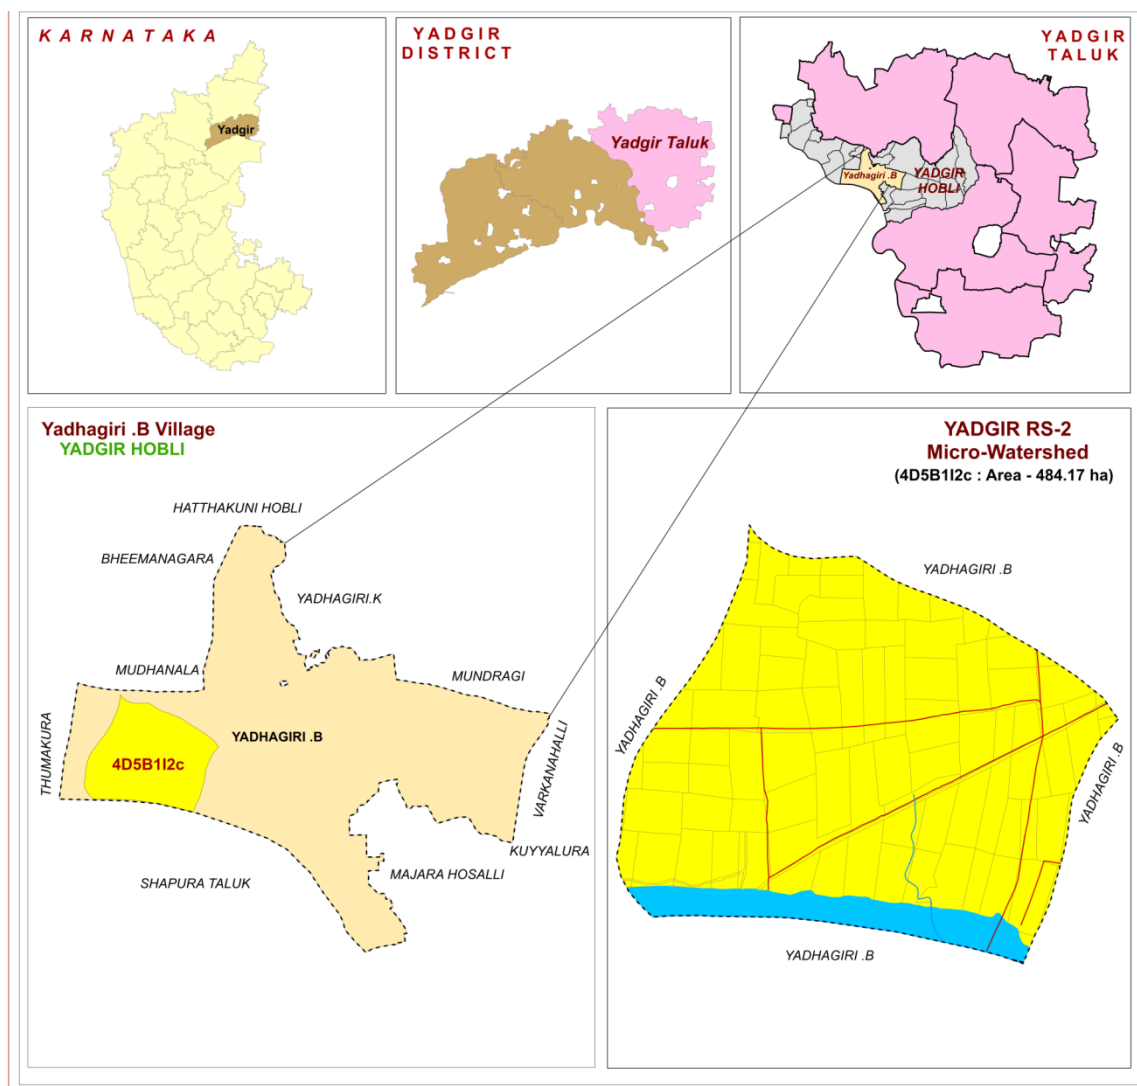 KARNATAKA
Yadgir
YADGIR
DISTRICT
Yadgir Taluk
YADGIR
TALUK
Yadhagiri .B
YADGIR
HOBLI
Yadhagiri .B Village
YADGIR HOBLI
HATTHAKUNI HOBLI
BHEEMANAGARA
YADHAGIRI.K
MUDHANALA
MUNDRAGI
THUMAKURA
YADHAGIRI .B
4D5B1I2c
VARKANAHALLI
KUYYALURA
MAJARA HOSALLI
SHAPURA TALUK
YADGIR RS-2
Micro-Watershed
(4D5B1I2c : Area - 484.17 ha)
YADHAGIRI .B
YADHAGIRI .B
YADHAGIRI .B
YADHAGIRI .B